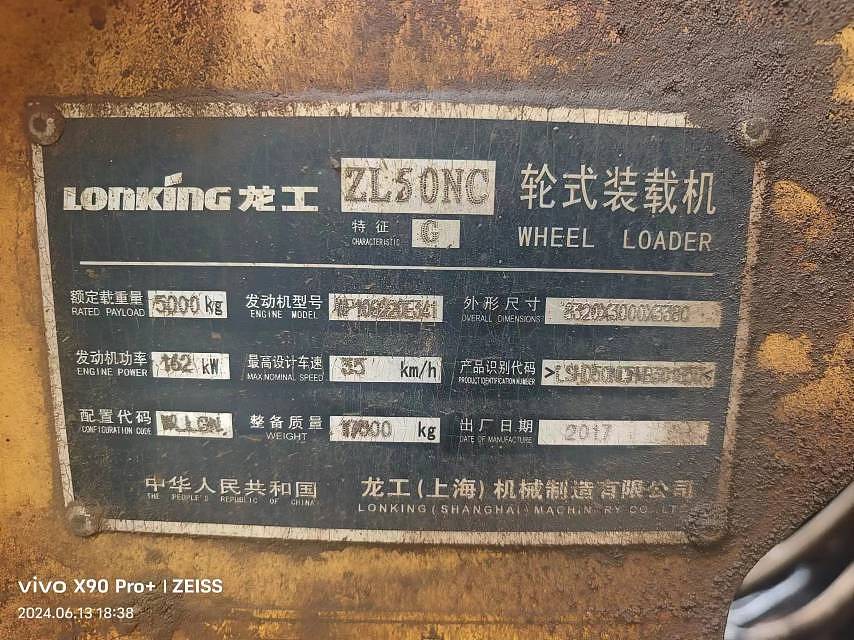 LONKING 龙工 ZL50NC 轮式装载机
特征 G
CHARACTERISTIC
WHEEL LOADER
额定载重量 5000 kg 发动机型号 外形尺寸 8320X3000X3380
RATED PAYLOAD ENGINE MODEL OVERALL DIMENSIONS
发动机功率 162 kW 最高设计车速 35 km/h 产品识别代码
ENGINE POWER MAX.NOMINAL SPEED PRODUCT IDENTIFICATION NUMBER
配置代码 整备质量 kg 出厂日期 2017
CONFIGURATION CODE WEIGHT DATE OF MANUFACTURE
中华人民共和国 龙工(上海)机械制造有限公司
THE PEOPLE'S REPUBLIC OF CHINA LONKING (SHANGHAI) MACHIN RY CO LT
vivo X90 Pro+ | ZEISS
2024.06.13 18:38